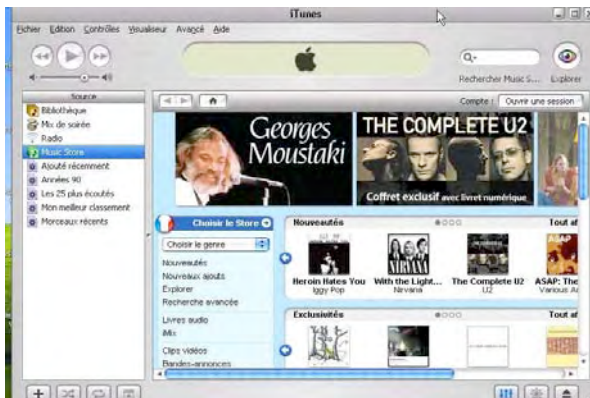 iTunes
Fichier Edition Contrôles Visualiseur Avancé Aide
Rechercher Music S... Explorer
Source
Compte : Ouvrir une session
Bibliothèque
Mix de soirée
Radio
Music Store
Ajouté récemment
Années 90
Les 25 plus écoutés
Mon meilleur classement
Morceaux récents
Georges
Moustaki
THE COMPLETE U2
Coffret exclusif avec livret numérique
Choisir le Store
Choisir le genre
Nouveautés
Nouveaux ajouts
Explorer
Recherche avancée
Livres audio
iMix
Clips vidéos
Bandes-annonces
Nouveautés
Tout af
NIRVANA
ASAP
Heroin Hates You
Iggy Pop
With the Light...
Nirvana
The Complete U2
U2
ASAP: The
Various A
Exclusivités
Tout af